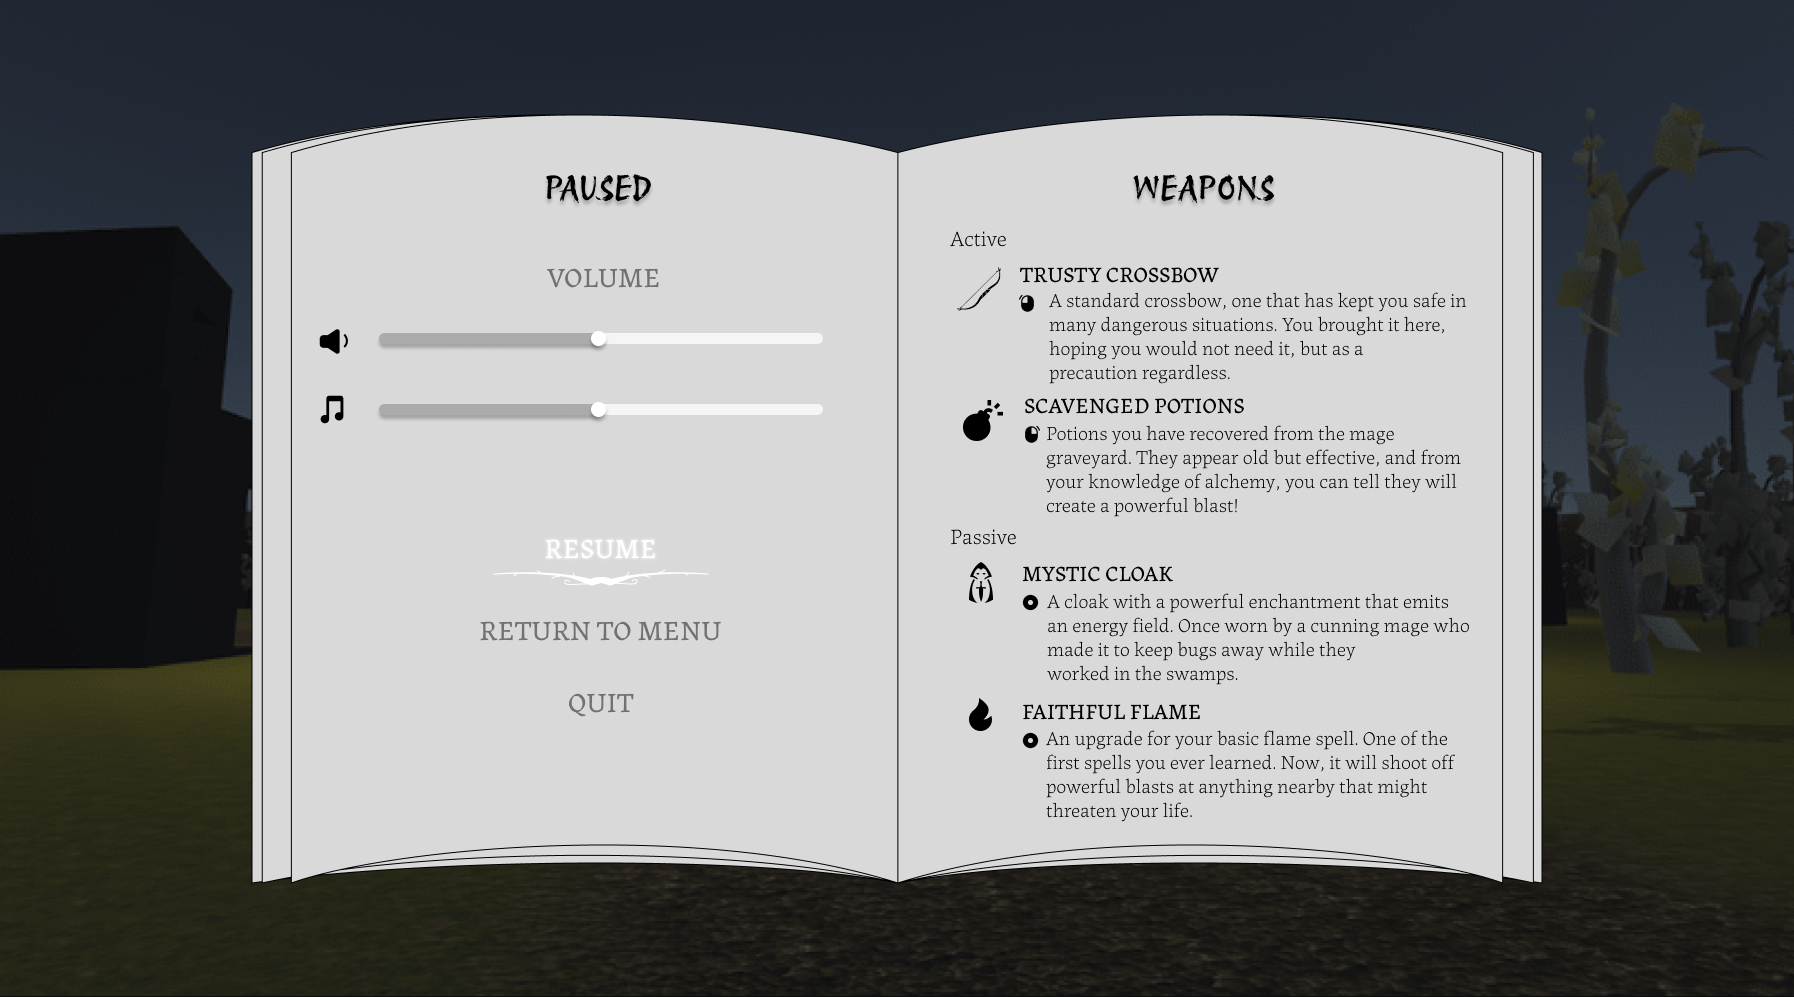 PAUSED
VOLUME
RESUME
RETURN TO MENU
QUIT
WEAPONS
Active
TRUSTY CROSSBOW
A standard crossbow, one that has kept you safe in
many dangerous situations. You brought it here,
hoping you would not need it, but as a
precaution regardless.
SCAVENGED POTIONS
Potions you have recovered from the mage
graveyard. They appear old but effective, and from
your knowledge of alchemy, you can tell they will
create a powerful blast!
Passive
MYSTIC CLOAK
A cloak with a powerful enchantment that emits
an energy field. Once worn by a cunning mage who
made it to keep bugs away while they
worked in the swamps.
FAITHFUL FLAME
An upgrade for your basic flame spell. One of the
first spells you ever learned. Now, it will shoot off
powerful blasts at anything nearby that might
threaten your life.